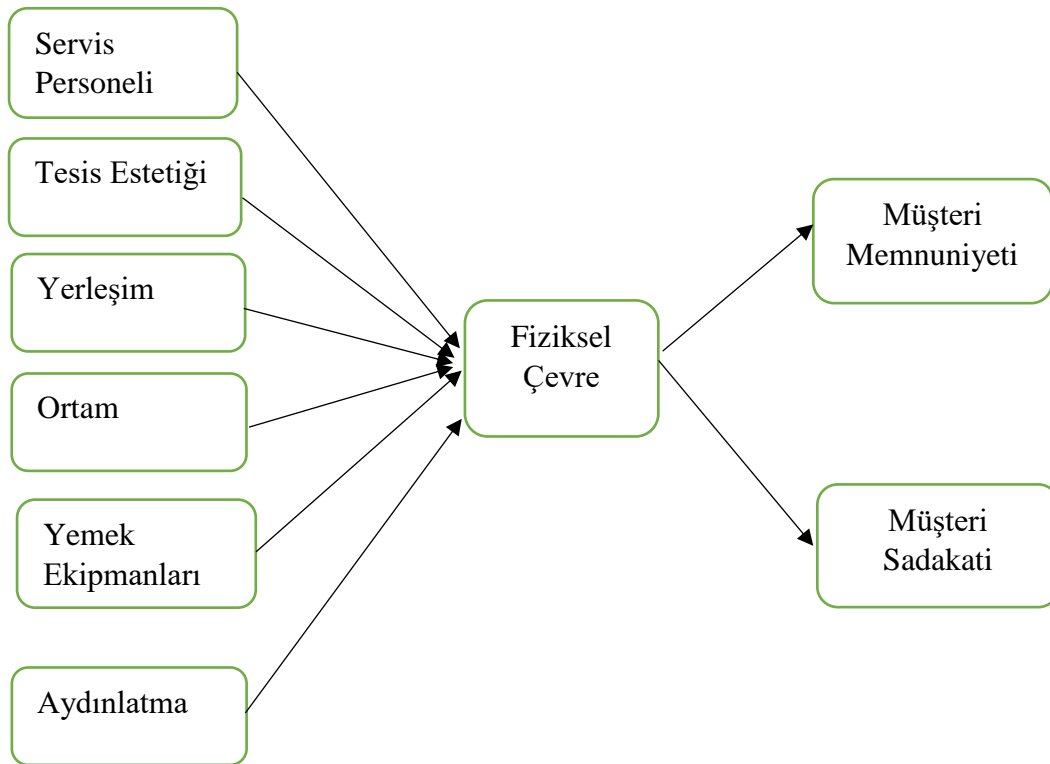 Servis
Personeli
Tesis Estetiği
Yerleşim
Ortam
Yemek
Ekipmanları
Aydınlatma
Fiziksel
Çevre
Müşteri
Memnuniyeti
Müşteri
Sadakati